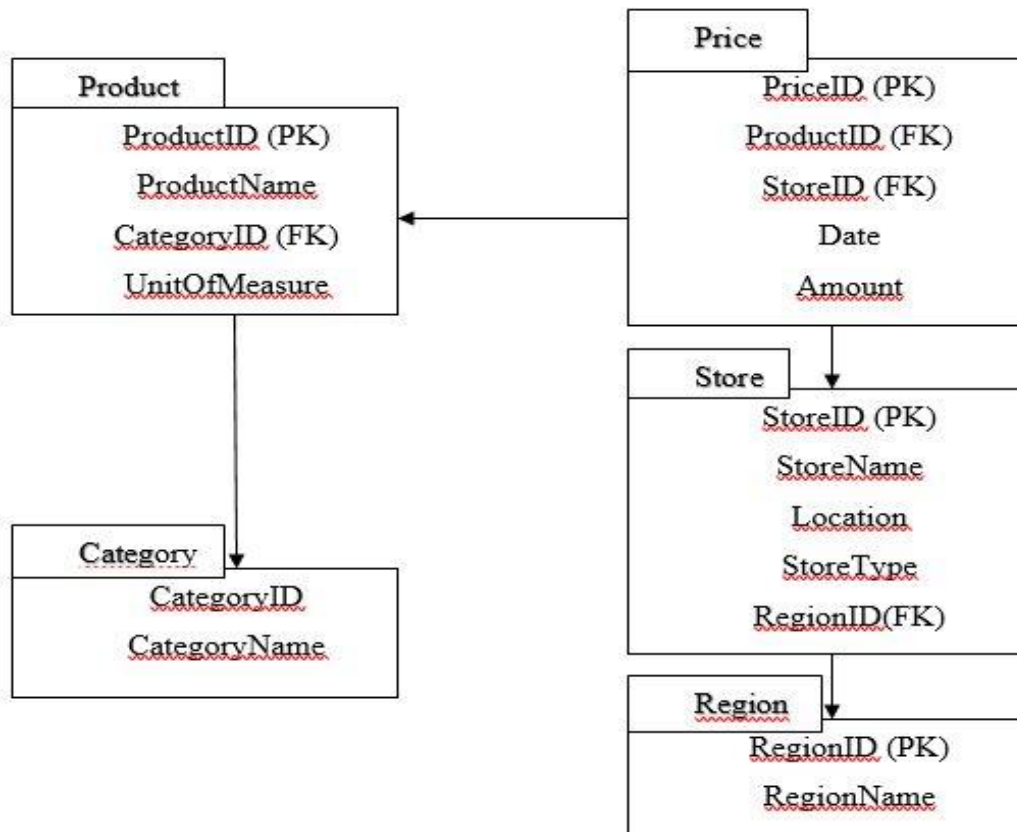 Product
ProductID (PK)
ProductName
CategoryID (FK)
UnitOfMeasure
Category
CategoryID
CategoryName
Price
PriceID (PK)
ProductID (FK)
StoreID (FK)
Date
Amount
Store
StoreID (PK)
StoreName
Location
StoreType
RegionID(FK)
Region
RegionID (PK)
RegionName